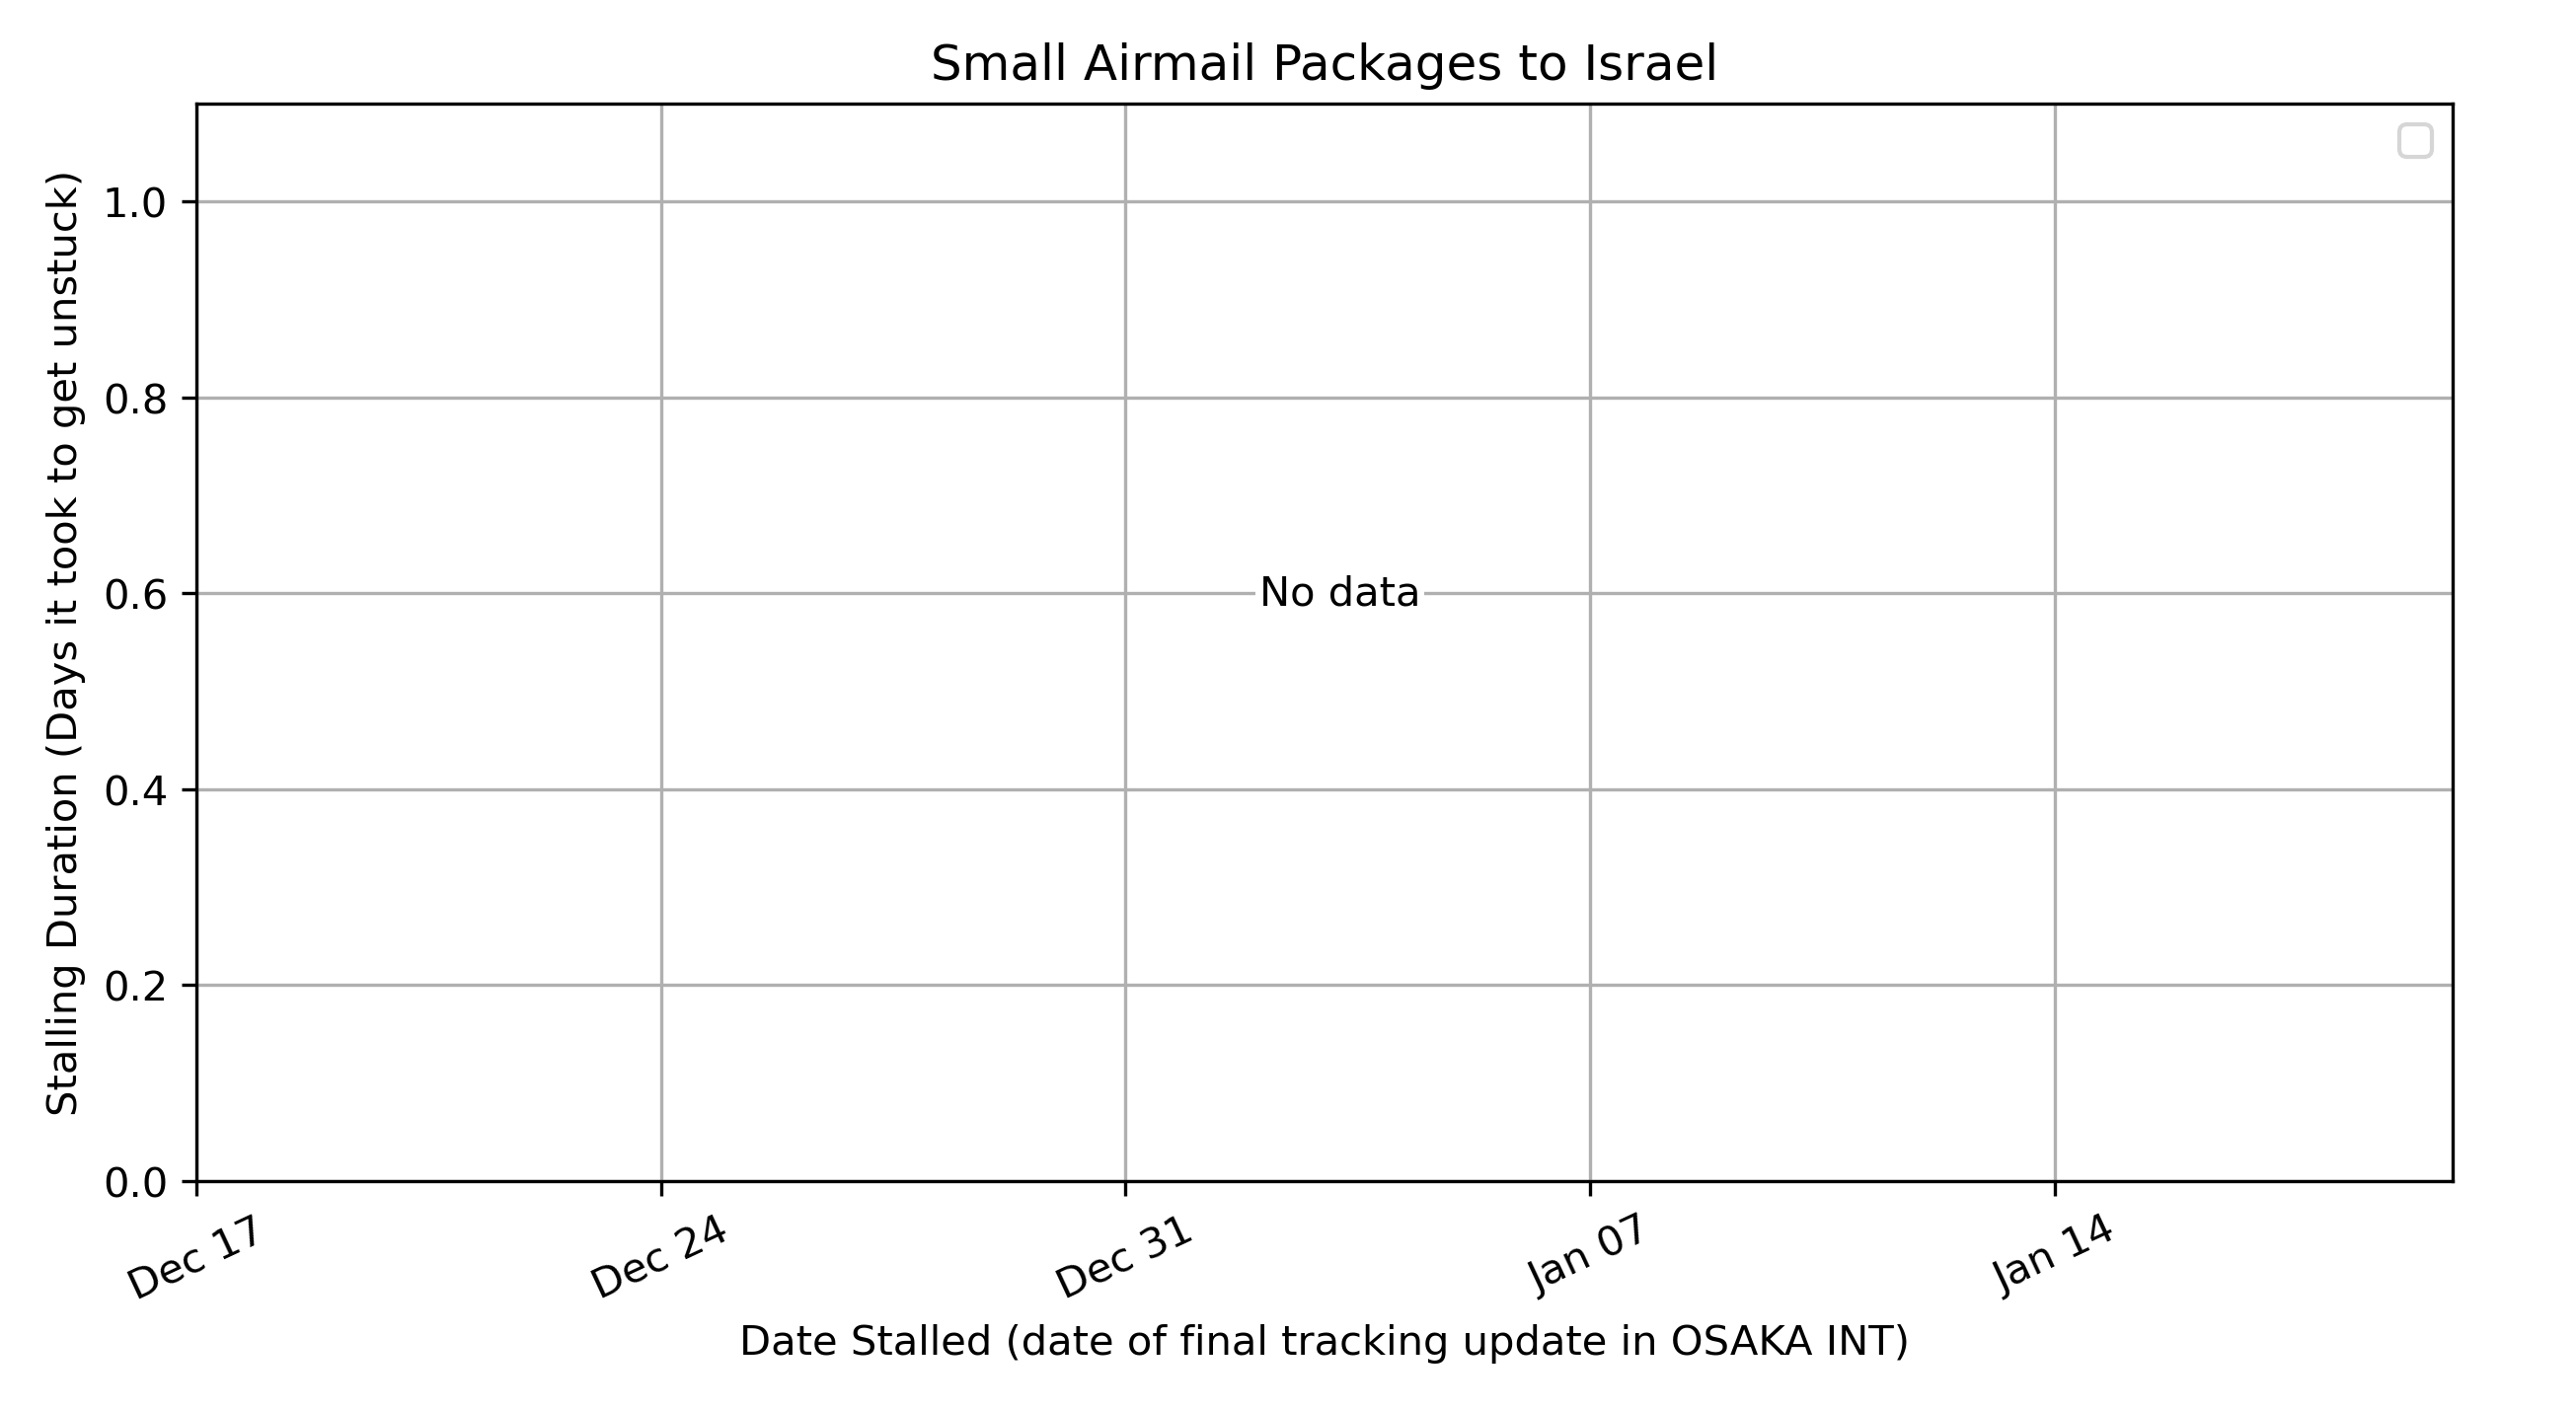 Small Airmail Packages to Israel
Stalling Duration (Days it took to get unstuck)
1.0
0.8
0.6
0.4
0.2
0.0
No data
Dec 17
Dec 24
Dec 31
Jan 07
Jan 14
Date Stalled (date of final tracking update in OSAKA INT)